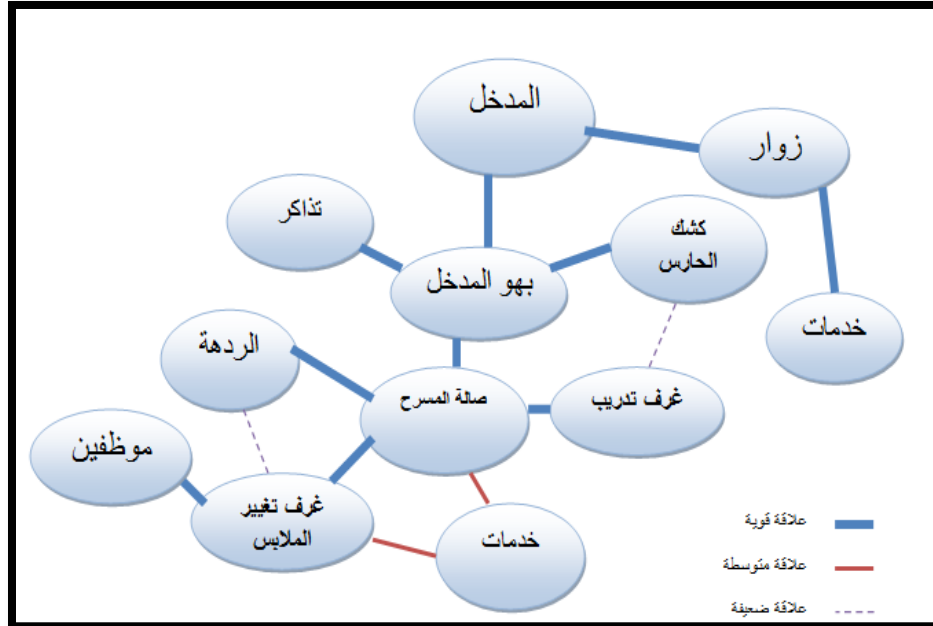 المدخل
زوار
تذاكر
كشك
الحارس
بهو المدخل
خدمات
الردهة
صالة المسرح
غرف تدريب
موظفين
غرف تغيير
الملابس
خدمات
علاقة قوية
علاقة متوسطة
علاقة ضعيفة